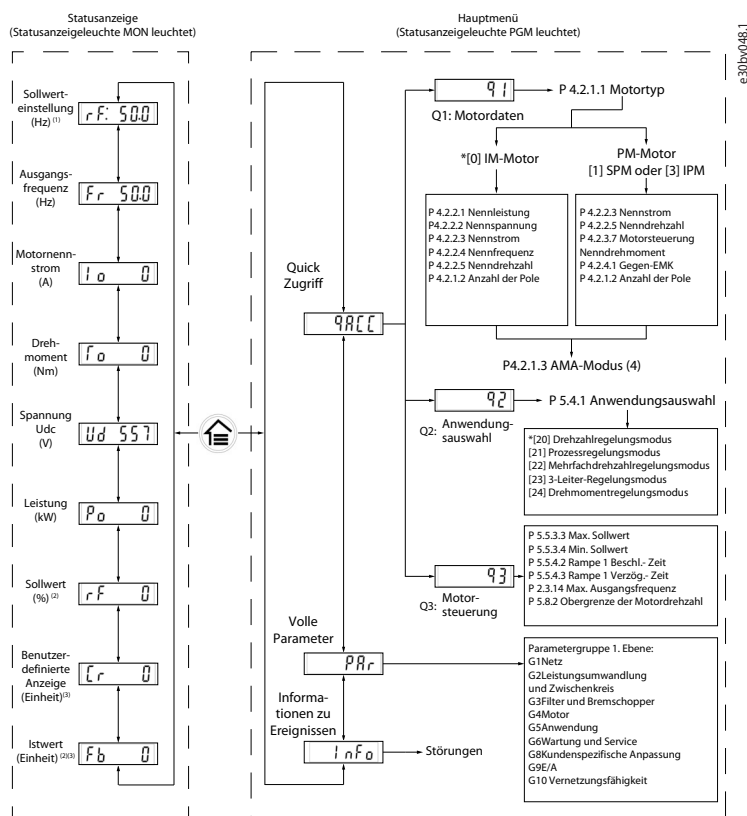 Statusanzeige
(Statusanzeigeleuchte MON leuchtet)
Sollwert-
einstellung
(Hz) (1)
rF: 50.0
Ausgangs-
frequenz
(Hz)
Fr 50.0
Motornenn-
strom
(A)
Io 0
Dreh-
moment
(Nm)
To 0
Spannung
Udc
(V)
Ud 557
Leistung
(kW)
Po 0
Sollwert
(%) (2)
rF 0
Benutzer-
definierte
Anzeige
(Einheit)(3)
Cr 0
Istwert
(Einheit) (2)(3)
Fb 0
Hauptmenü
(Statusanzeigeleuchte PGM leuchtet)
Quick
Zugriff
qACC
Volle
Parameter
PAr
Informa-
tionen zu
Ereignissen
InFo
Störungen
q1
Q1: Motordaten
P 4.2.1.1 Motortyp
*[0] IM-Motor
PM-Motor
[1] SPM oder [3] IPM
P 4.2.2.1 Nennleistung
P4.2.2.2 Nennspannung
P 4.2.2.3 Nennstrom
P 4.2.2.4 Nennfrequenz
P 4.2.2.5 Nenndrehzahl
P 4.2.1.2 Anzahl der Pole
P 4.2.2.3 Nennstrom
P 4.2.2.5 Nenndrehzahl
P 4.2.3.7 Motorsteuerung
Nenndrehmoment
P 4.2.4.1 Gegen-EMK
P 4.2.1.2 Anzahl der Pole
P4.2.1.3 AMA-Modus (4)
q2
Q2: Anwendung-
sauswahl
P 5.4.1 Anwendungsauswahl
*[20] Drehzahlregelungsmodus
[21] Prozessregelungsmodus
[22] Mehrfachdrehzahlregelungsmodus
[23] 3-Leiter-Regelungsmodus
[24] Drehmomentregelungsmodus
q3
Q3: Motor-
steuerung
P 5.5.3.3 Max. Sollwert
P 5.5.3.4 Min. Sollwert
P 5.5.4.2 Rampe 1 Beschl.- Zeit
P 5.5.4.3 Rampe 1 Verzög.- Zeit
P 2.3.14 Max. Ausgangsfrequenz
P 5.8.2 Obergrenze der Motordrehzahl
Parametergruppe 1. Ebene:
G1Netz
G2Leistungsumwandlung
und Zwischenkreis
G3Filter und Bremschopper
G4Motor
G5Anwendung
G6Wartung und Service
G8Kundenspezifische Anpassung
G9E/A
G10 Vernetzungsfähigkeit
e30bv048.1